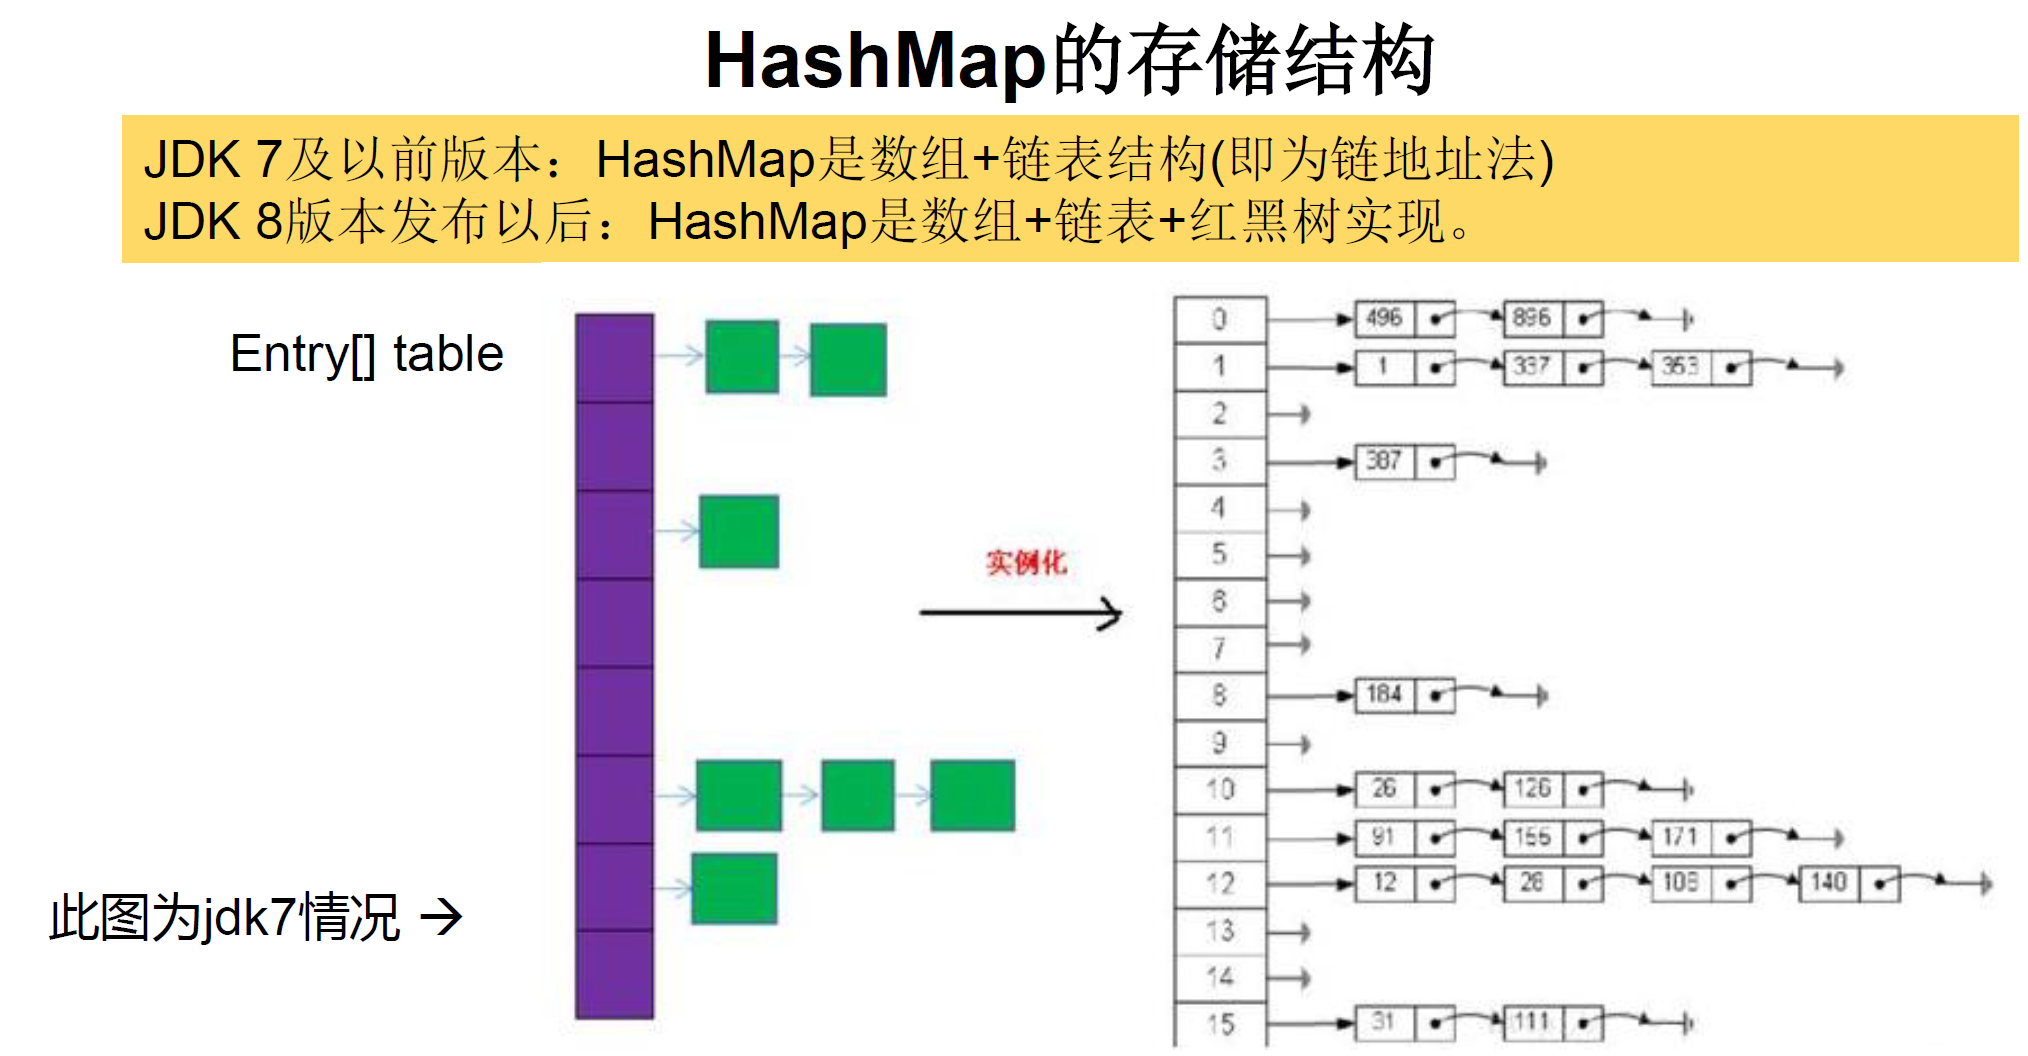 HashMap的存储结构
JDK 7及以前版本：HashMap是数组+链表结构(即为链地址法)
JDK 8版本发布以后：HashMap是数组+链表+红黑树实现。
Entry[] table
实例化
此图为jdk7情况 →
0 496 896
1 1 337 353
2
3 387
4
5
6
7
8 184
9
10 26 126
11 91 155 171
12 12 28 108 140
13
14
15 31 111